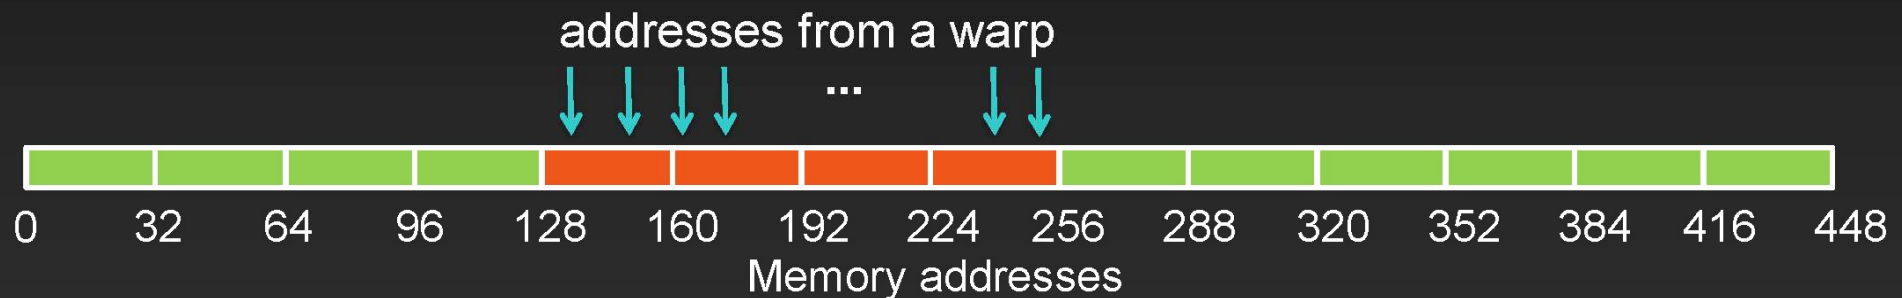 addresses from a warp
...
0 32 64 96 128 160 192 224 256 288 320 352 384 416 448
Memory addresses